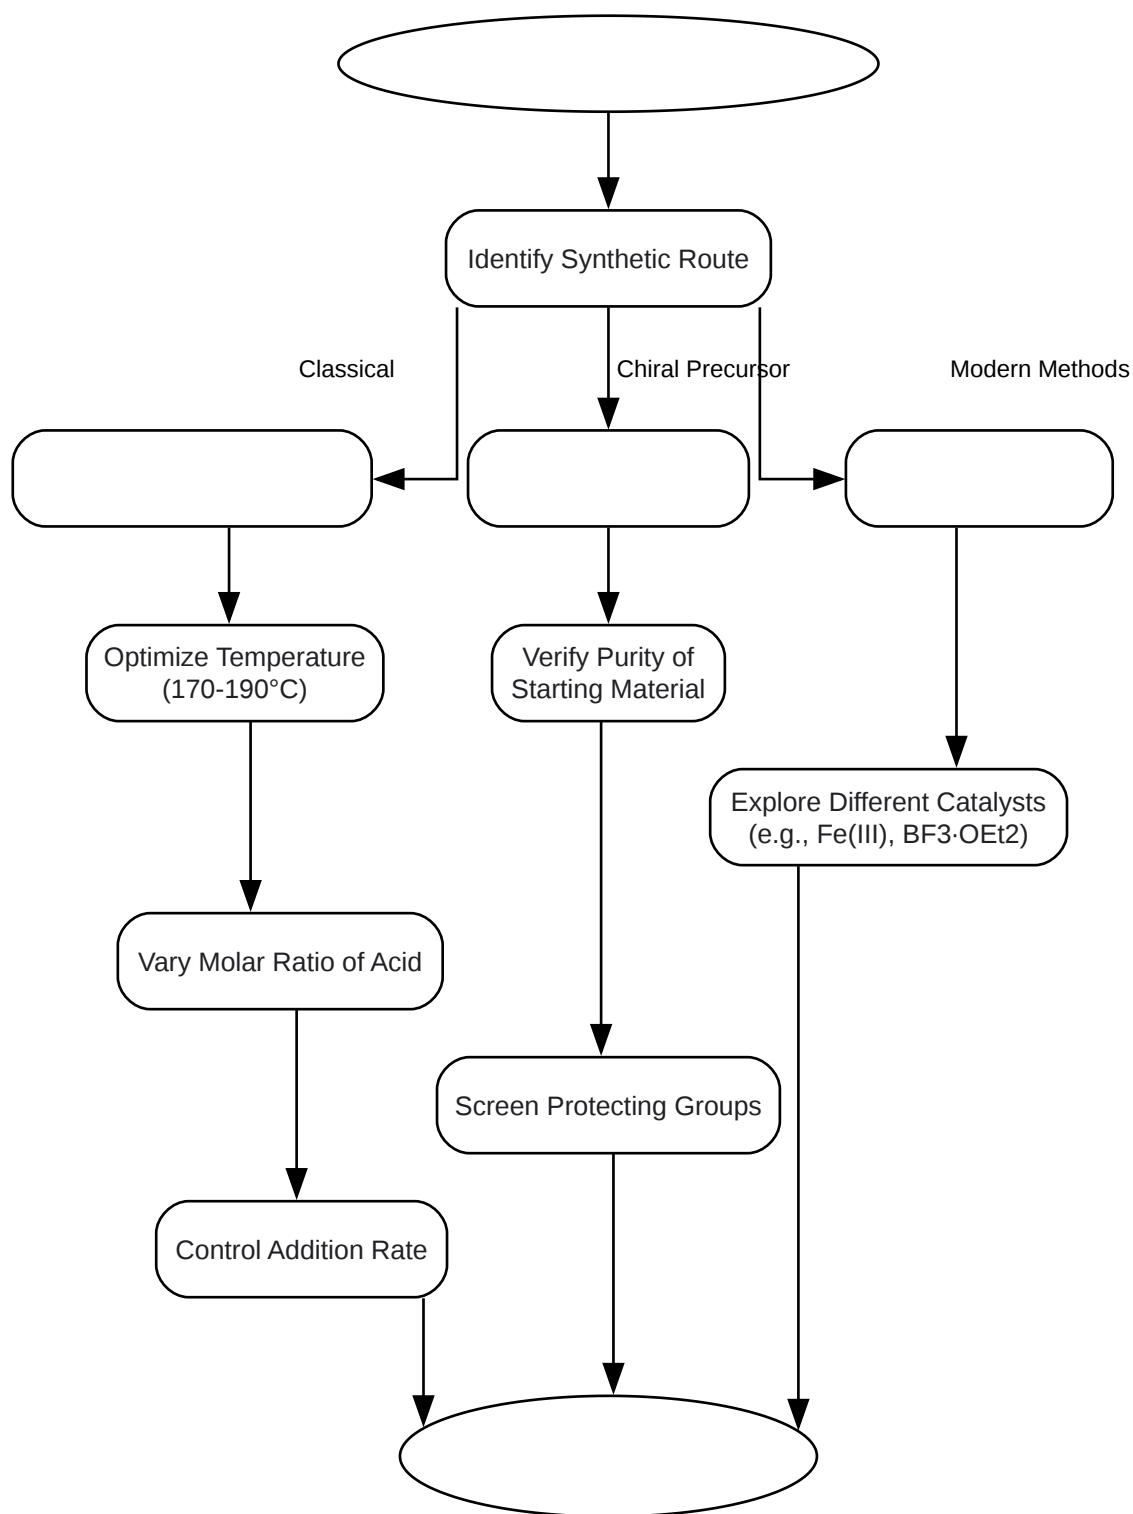 Identify Synthetic Route
Classical
Chiral Precursor
Modern Methods
Optimize Temperature
(170-190°C)
Verify Purity of
Starting Material
Explore Different Catalysts
(e.g., Fe(III), BF3·OEt2)
Vary Molar Ratio of Acid
Screen Protecting Groups
Control Addition Rate